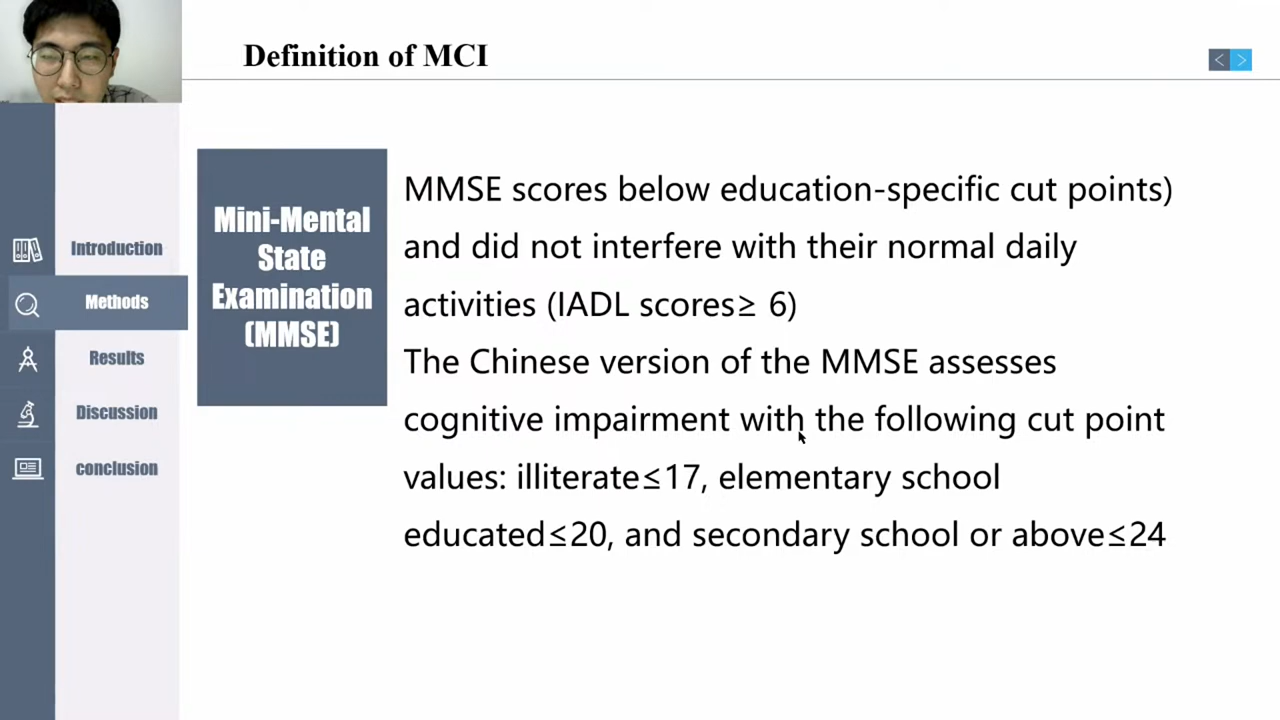 Definition of MCI
< >
Introduction
Methods
Results
Discussion
conclusion
Mini-Mental
State
Examination
(MMSE)
MMSE scores below education-specific cut points)
and did not interfere with their normal daily
activities (IADL scores≥ 6)
The Chinese version of the MMSE assesses
cognitive impairment with the following cut point
values: illiterate≤17, elementary school
educated≤20, and secondary school or above≤24